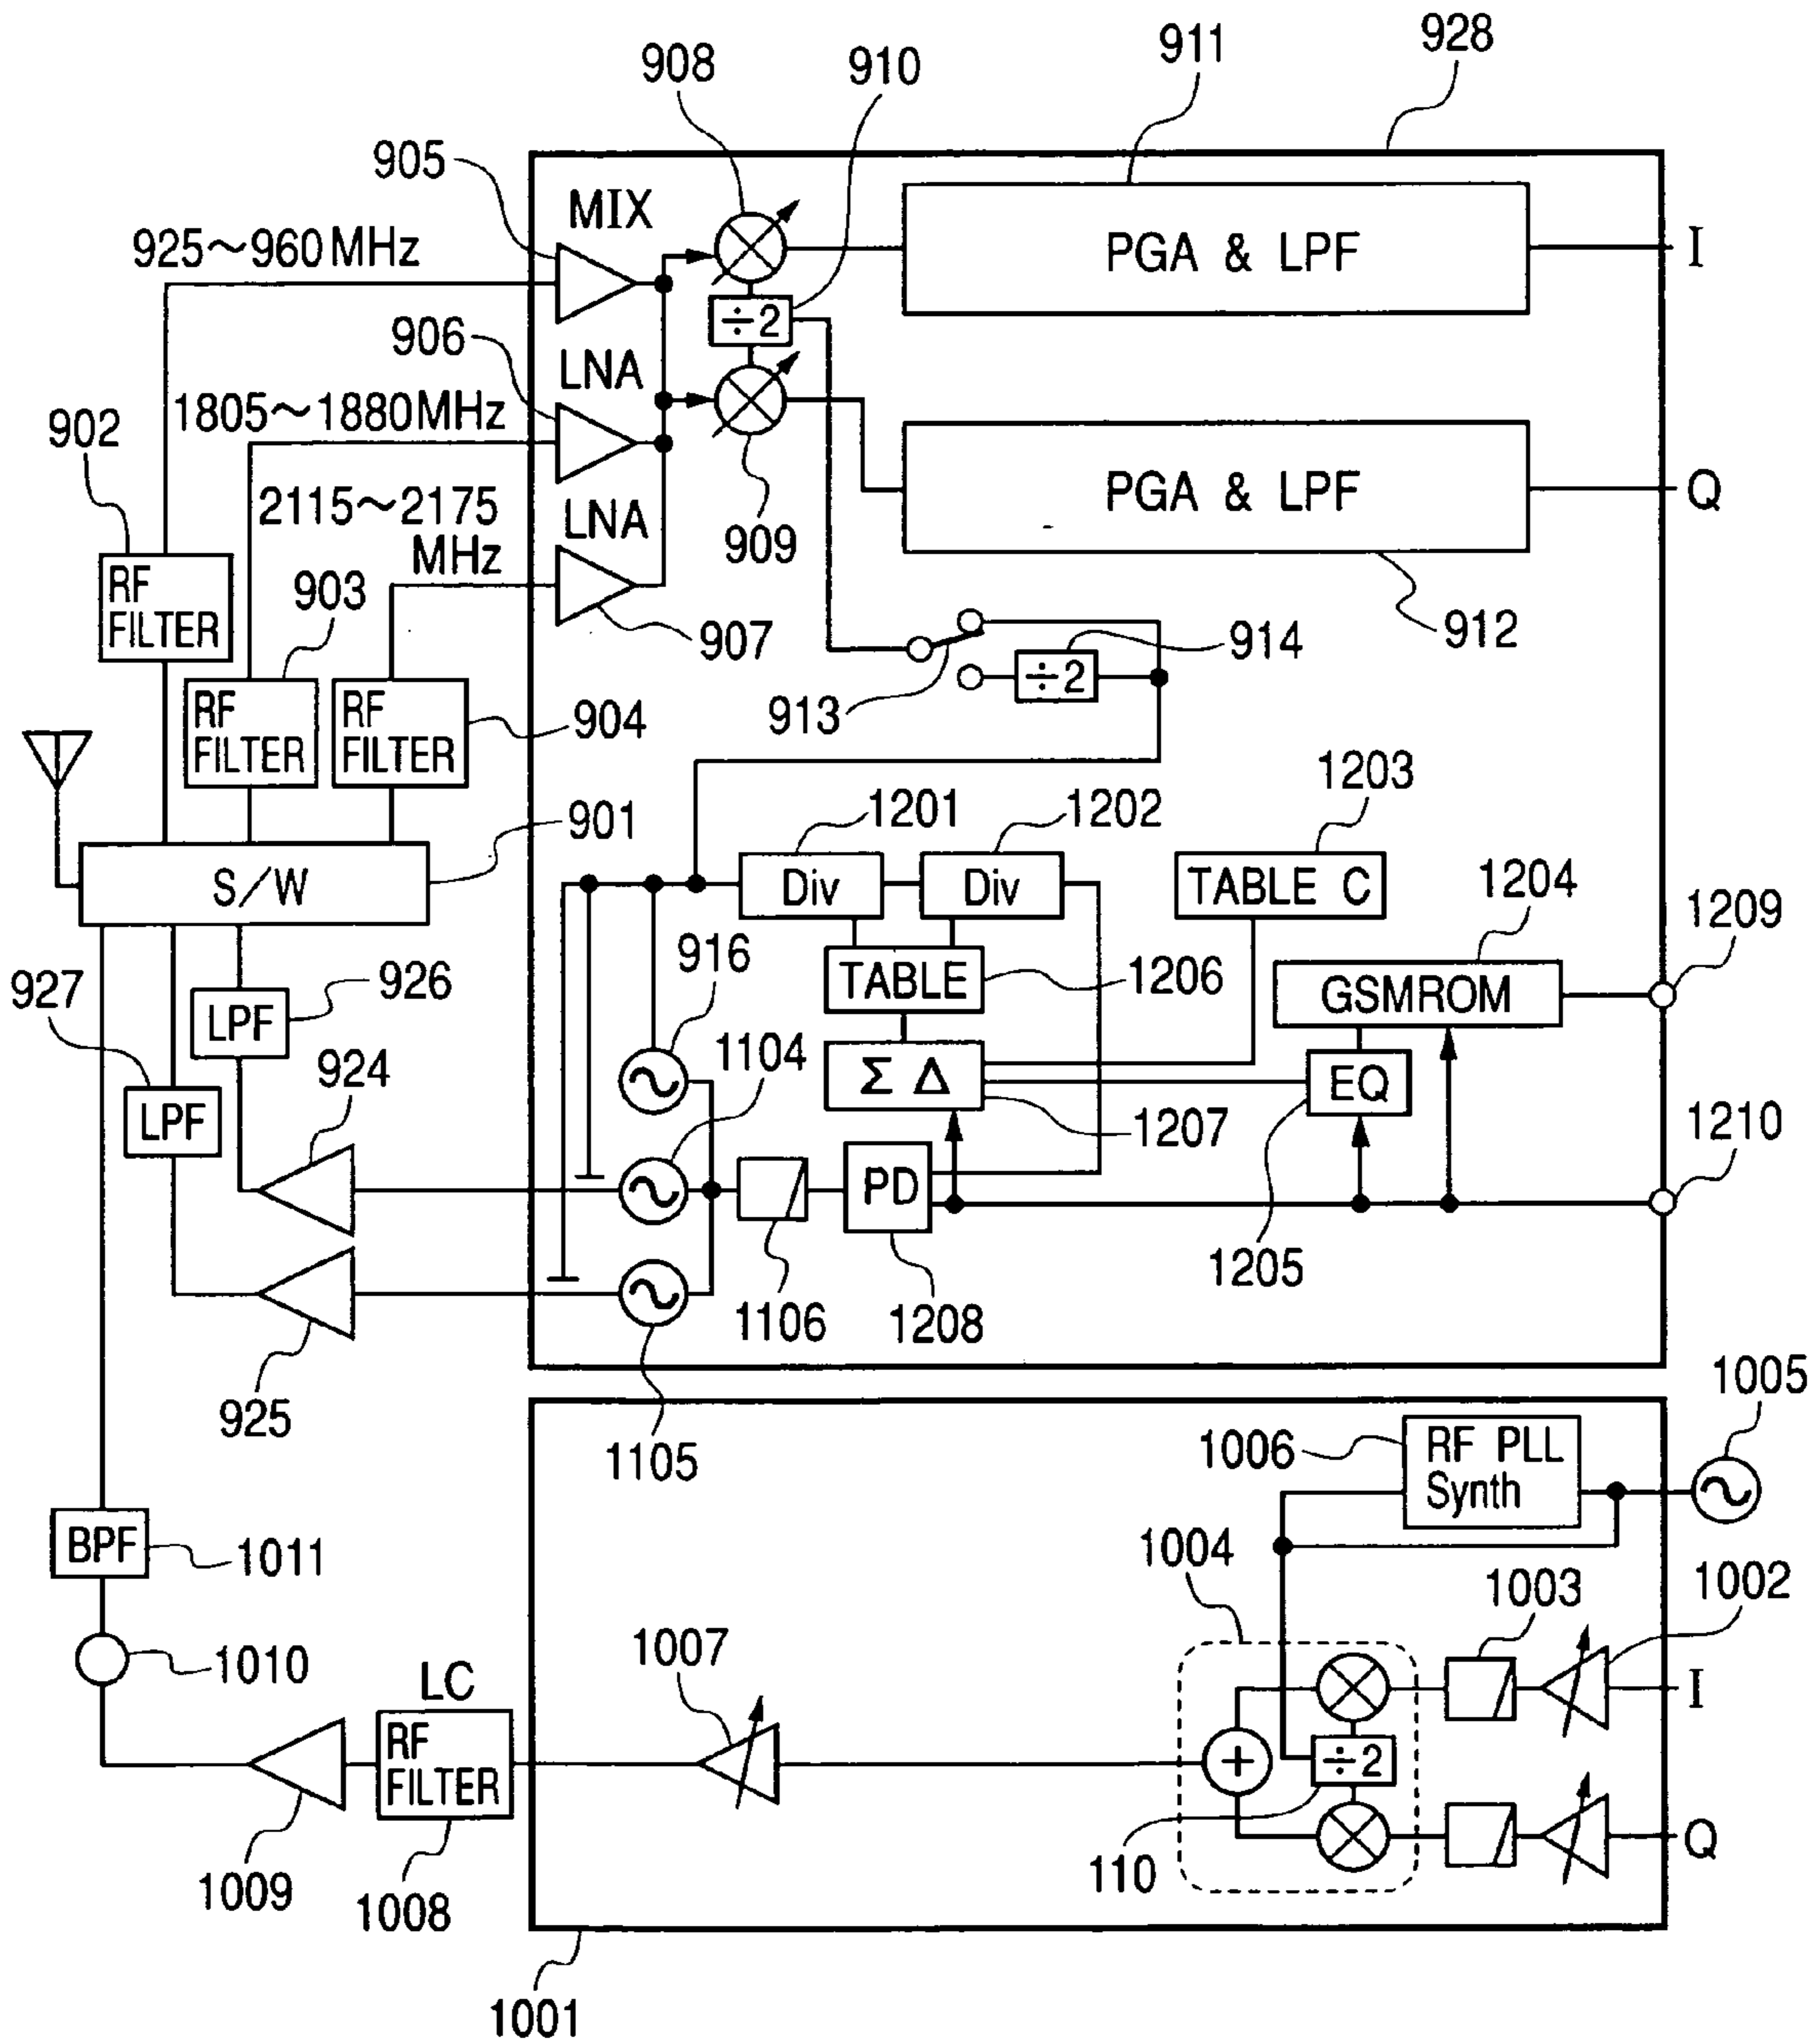 911
928
908
910
905
MIX
925～960 MHz
PGA & LPF
I
÷2
906
LNA
1805～1880 MHz
902
2115～2175
MHz
LNA
PGA & LPF
Q
909
RF
FILTER
903
907
912
914
÷2
913
RF
FILTER
RF
FILTER
904
1203
1201
1202
901
S/W
Div
Div
TABLE C
1204
1209
916
926
927
TABLE
1206
GSMROM
LPF
1104
924
Σ Δ
EQ
LPF
1207
1210
PD
1205
1106
1208
925
1105
1005
1006
RF PLL
Synth
BPF
1011
1004
1003
1002
1007
1010
LC
I
RF
FILTER
+
÷2
110
Q
1009
1008
1001